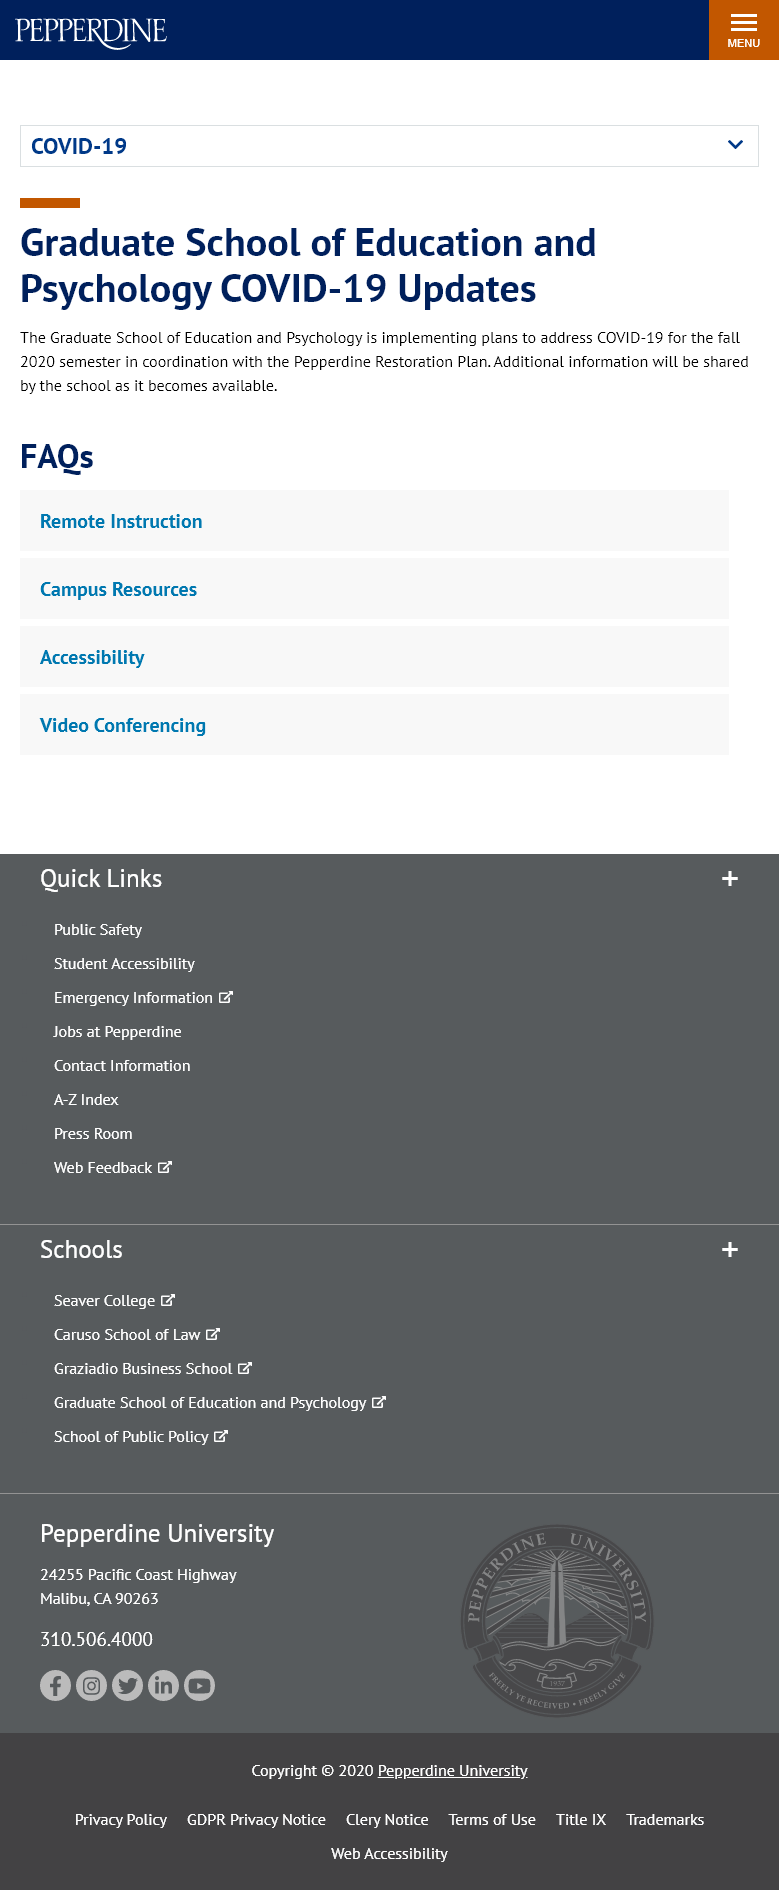 PEPPERDINE
MENU
COVID-19
Graduate School of Education and
Psychology COVID-19 Updates
The Graduate School of Education and Psychology is implementing plans to address COVID-19 for the fall
2020 semester in coordination with the Pepperdine Restoration Plan. Additional information will be shared
by the school as it becomes available.
FAQs
Remote Instruction
Campus Resources
Accessibility
Video Conferencing
Quick Links
Public Safety
Student Accessibility
Emergency Information
Jobs at Pepperdine
Contact Information
A-Z Index
Press Room
Web Feedback
Schools
Seaver College
Caruso School of Law
Graziadio Business School
Graduate School of Education and Psychology
School of Public Policy
Pepperdine University
24255 Pacific Coast Highway
Malibu, CA 90263
310.506.4000
PEPPERDINE UNIVERSITY
1937
FREELY YE RECEIVED • FREELY GIVE
Copyright © 2020 Pepperdine University
Privacy Policy GDPR Privacy Notice Clery Notice Terms of Use Title IX Trademarks
Web Accessibility